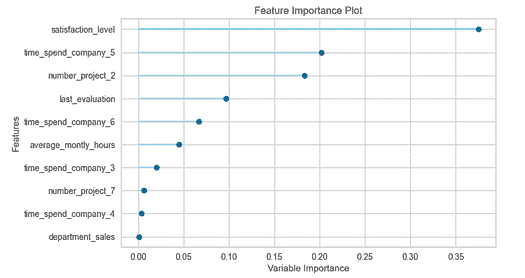 Feature Importance Plot
satisfaction_level
time_spend_company_5
number_project_2
last_evaluation
time_spend_company_6
average_montly_hours
time_spend_company_3
number_project_7
time_spend_company_4
department_sales
Features
0.00 0.05 0.10 0.15 0.20 0.25 0.30 0.35
Variable Importance